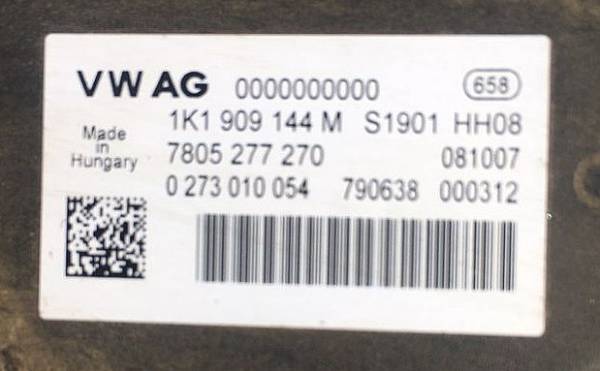 VW AG 0000000000 658
1K1 909 144 M S1901 HH08
Made in Hungary
7805 277 270 081007
0 273 010 054 790638 000312